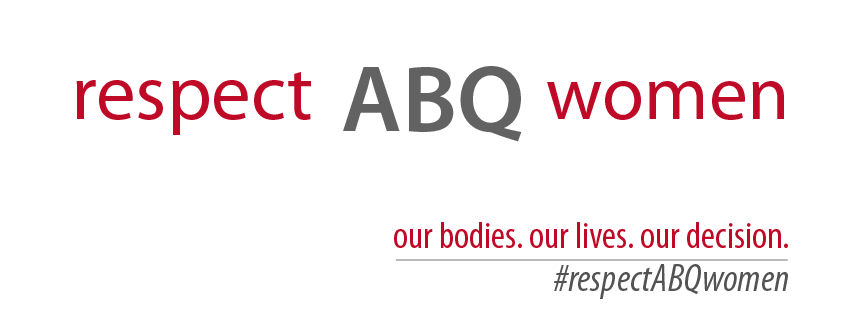 respect ABQ women
our bodies. our lives. our decision.
#respectABQwomen